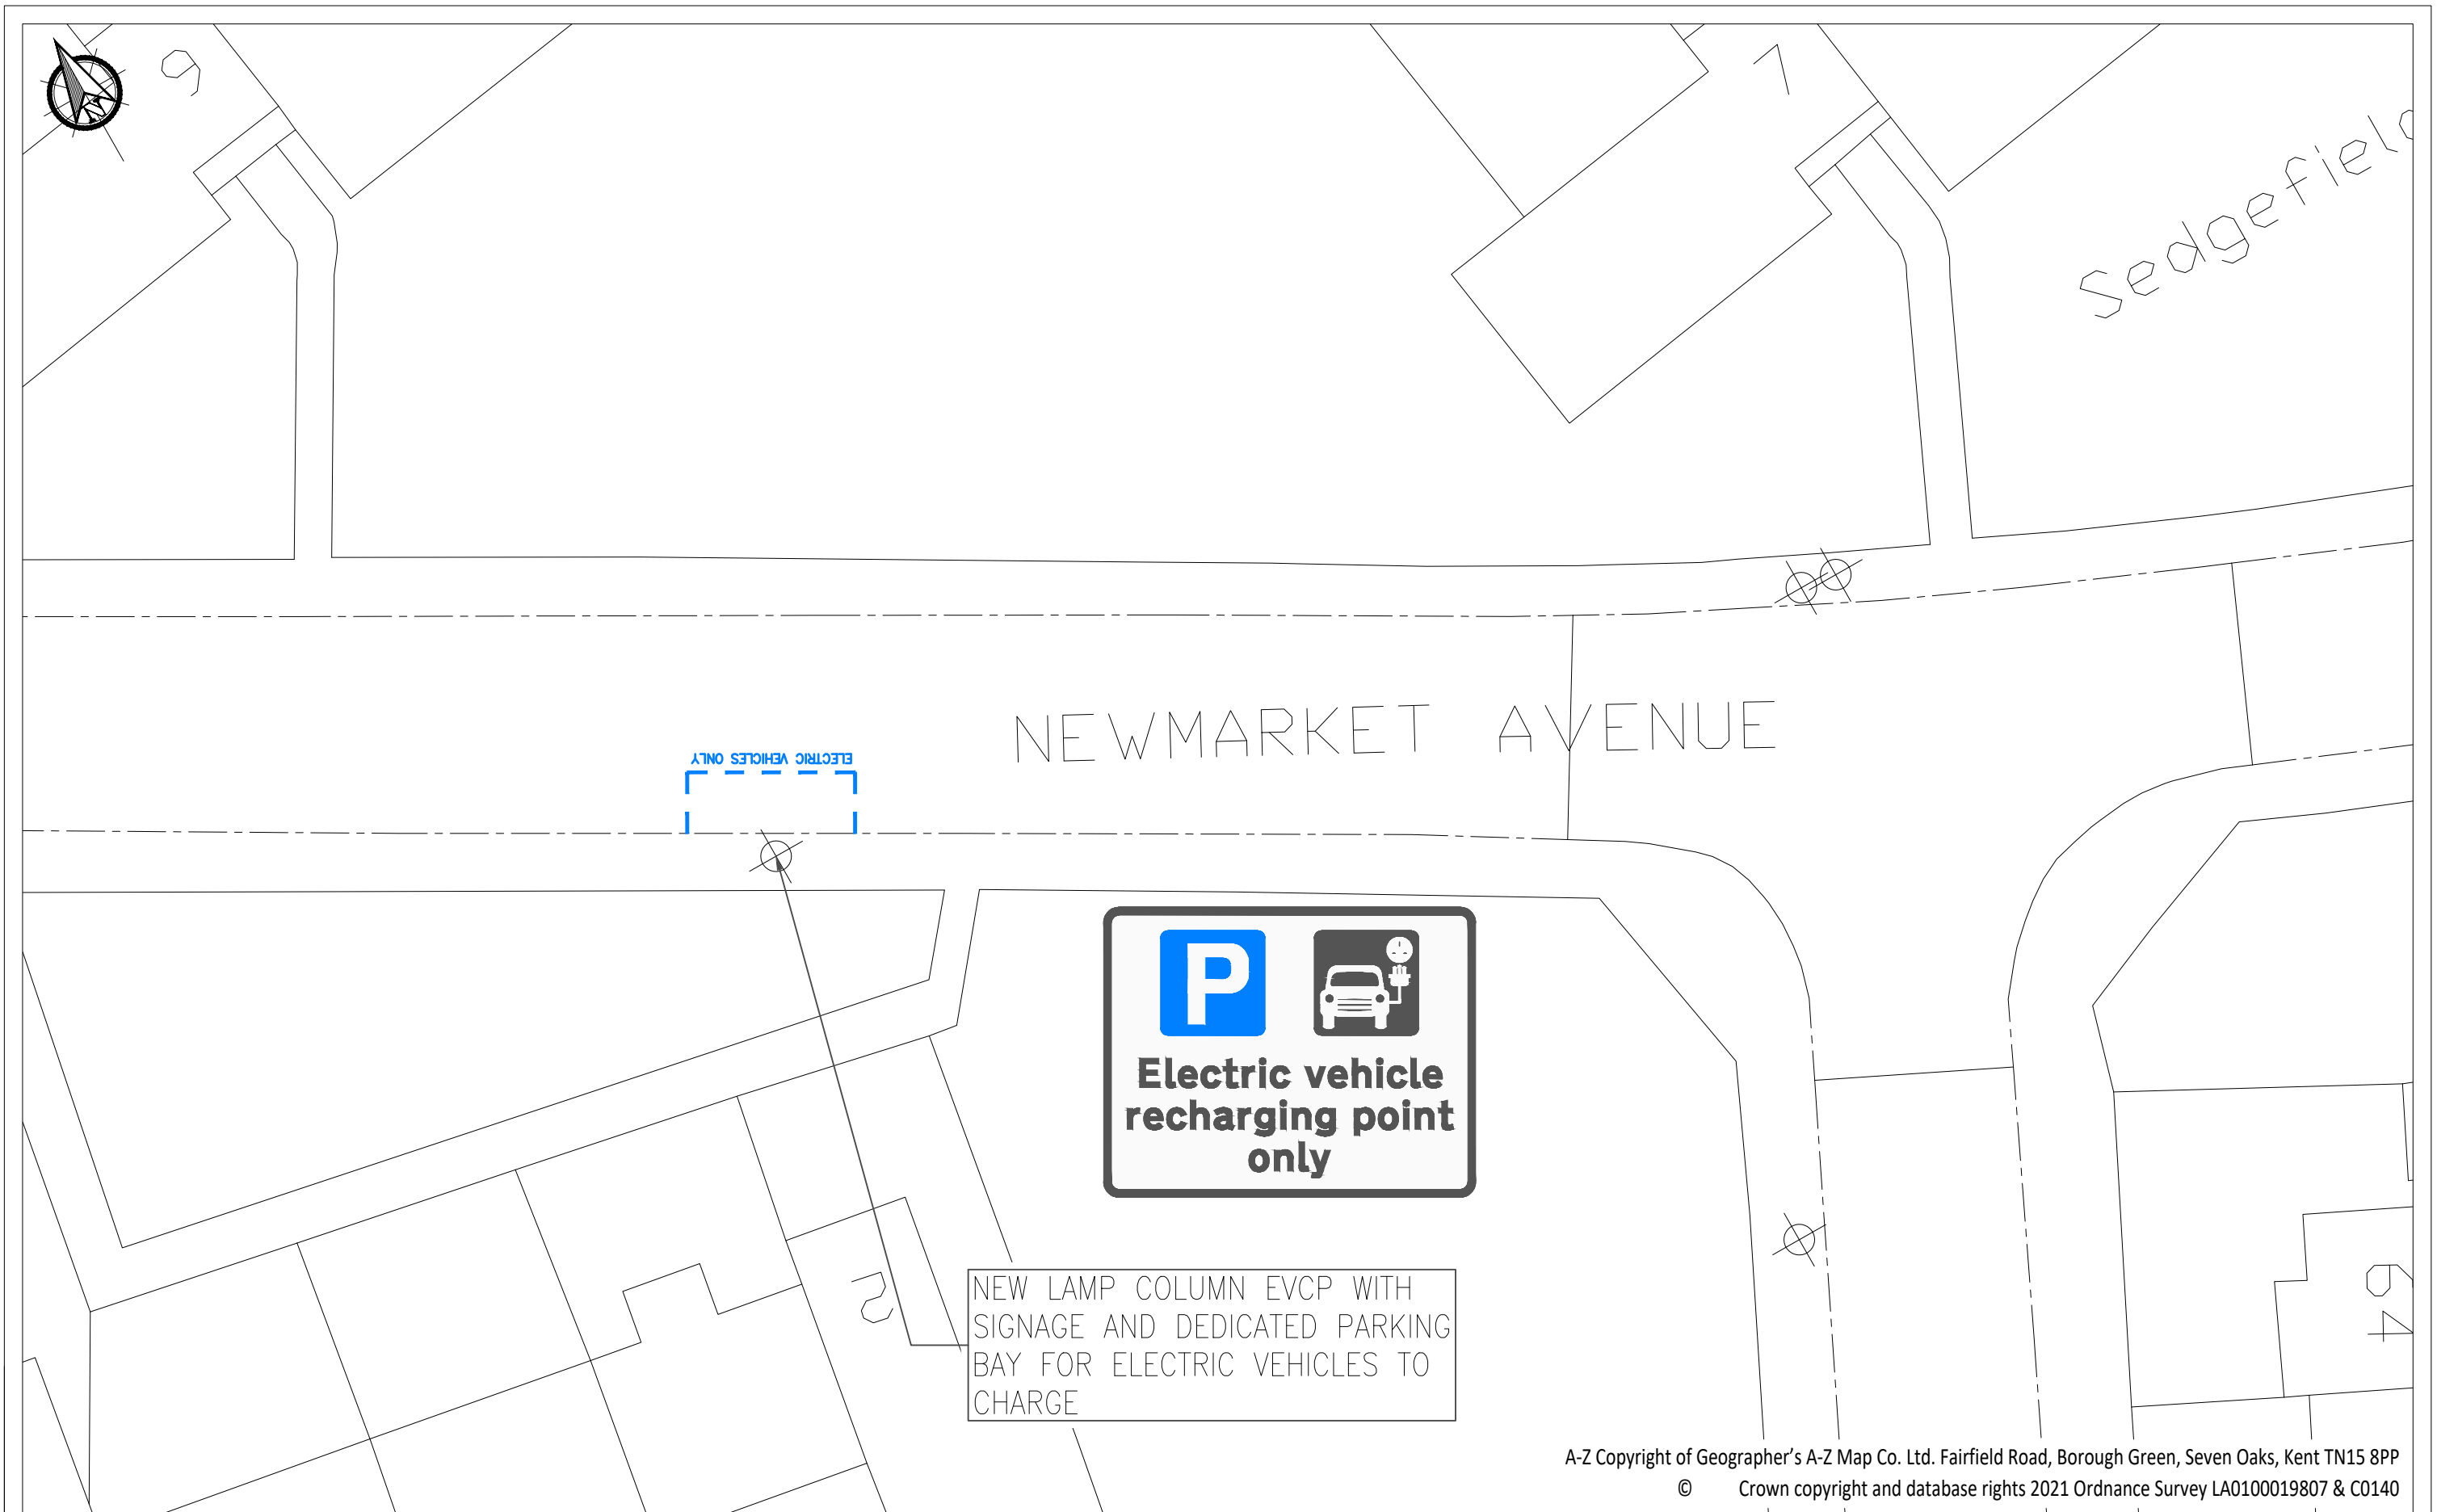 9
7
Sedgefield
NEWMARKET AVENUE
ELECTRIC VEHICLES ONLY
P
Electric vehicle
recharging point
only
NEW LAMP COLUMN EVCP WITH
SIGNAGE AND DEDICATED PARKING
BAY FOR ELECTRIC VEHICLES TO
CHARGE
A-Z Copyright of Geographer's A-Z Map Co. Ltd. Fairfield Road, Borough Green, Seven Oaks, Kent TN15 8PP
© Crown copyright and database rights 2021 Ordnance Survey LA0100019807 & C0140